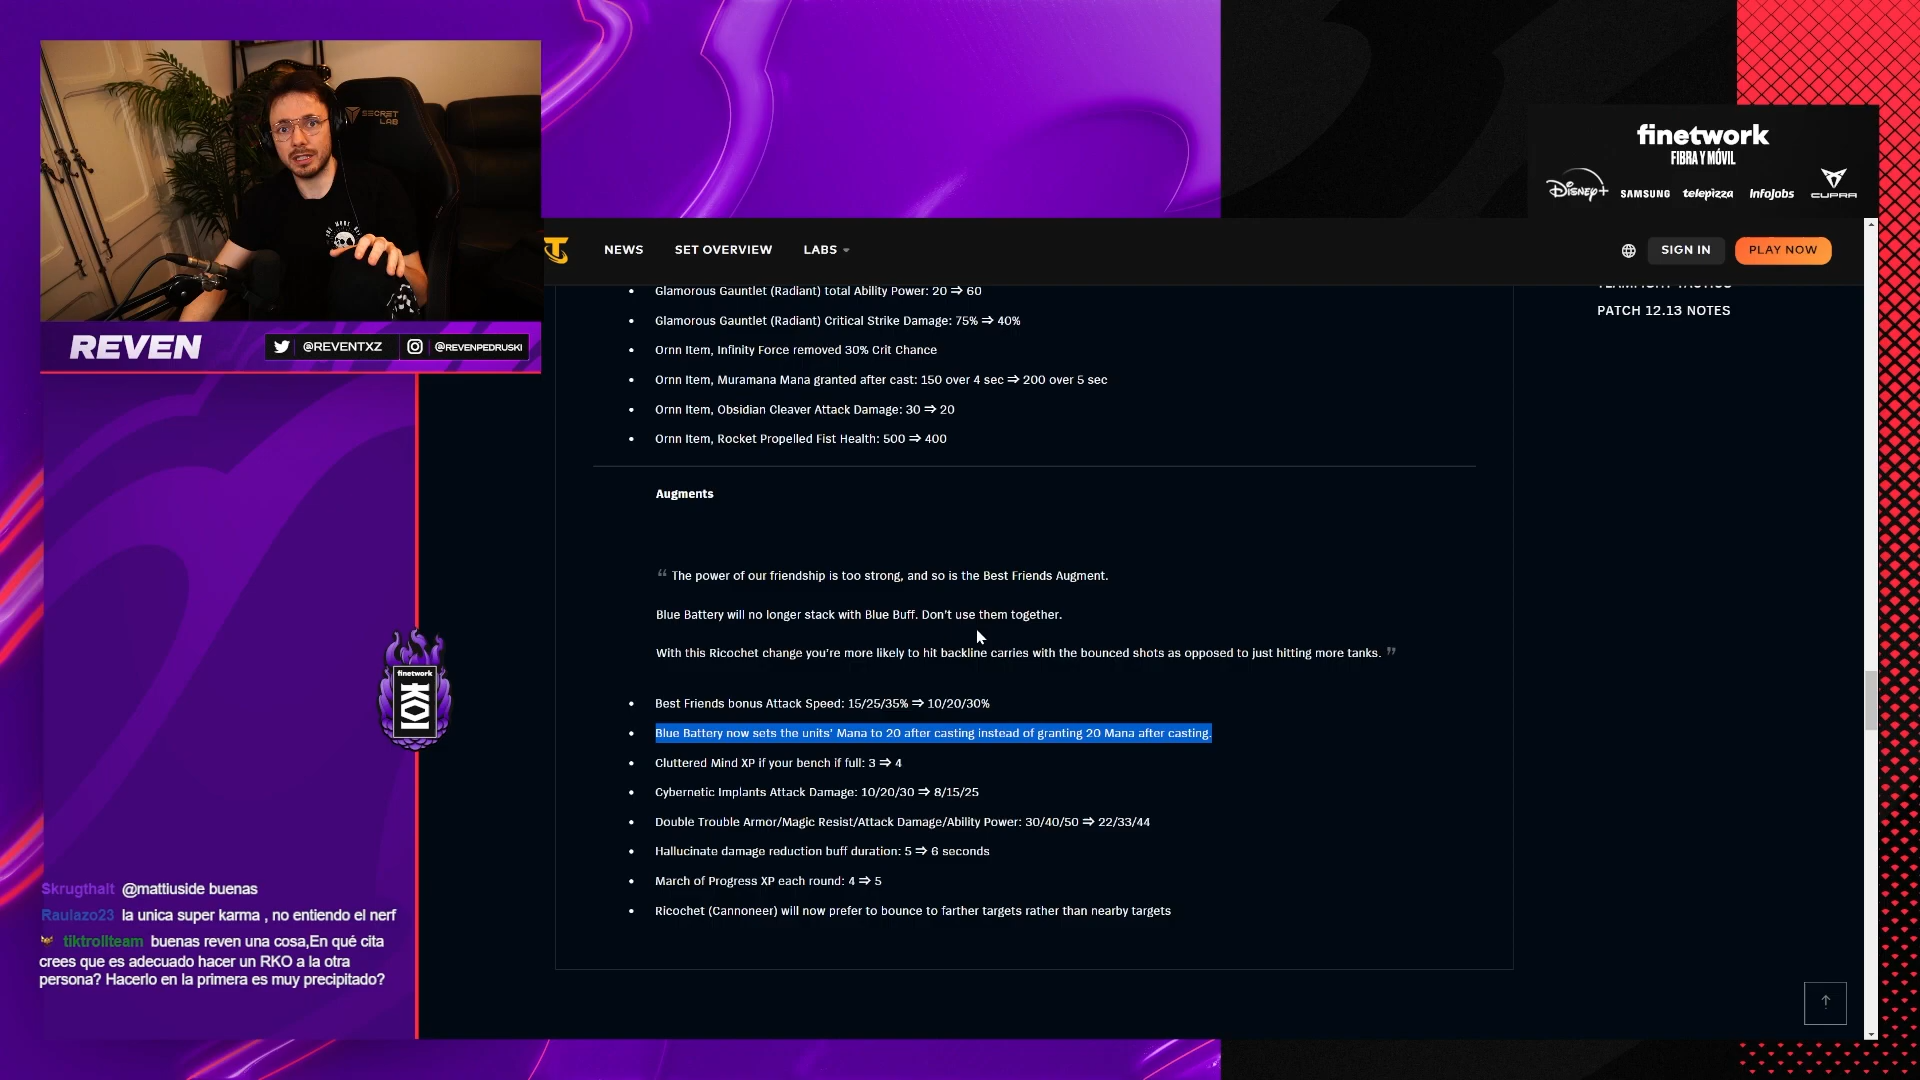 SECRET
LAB
REVEN
@REVENTXZ
@REVENPEDRUSKI
finetwork
FIBRA Y MÓVIL
Disney+
SAMSUNG
telepizza
InfoJobs
CUPRA
NEWS
SET OVERVIEW
LABS
SIGN IN
PLAY NOW
TEAMFIGHT TACTICS
PATCH 12.13 NOTES
• Glamorous Gauntlet (Radiant) total Ability Power: 20 ⇒ 60
• Glamorous Gauntlet (Radiant) Critical Strike Damage: 75% ⇒ 40%
• Ornn Item, Infinity Force removed 30% Crit Chance
• Ornn Item, Muramana Mana granted after cast: 150 over 4 sec ⇒ 200 over 5 sec
• Ornn Item, Obsidian Cleaver Attack Damage: 30 ⇒ 20
• Ornn Item, Rocket Propelled Fist Health: 500 ⇒ 400
Augments
“ The power of our friendship is too strong, and so is the Best Friends Augment.
Blue Battery will no longer stack with Blue Buff. Don’t use them together.
With this Ricochet change you’re more likely to hit backline carries with the bounced shots as opposed to just hitting more tanks. ”
• Best Friends bonus Attack Speed: 15/25/35% ⇒ 10/20/30%
• Blue Battery now sets the units’ Mana to 20 after casting instead of granting 20 Mana after casting.
• Cluttered Mind XP if your bench if full: 3 ⇒ 4
• Cybernetic Implants Attack Damage: 10/20/30 ⇒ 8/15/25
• Double Trouble Armor/Magic Resist/Attack Damage/Ability Power: 30/40/50 ⇒ 22/33/44
• Hallucinate damage reduction buff duration: 5 ⇒ 6 seconds
• March of Progress XP each round: 4 ⇒ 5
• Ricochet (Cannoneer) will now prefer to bounce to farther targets rather than nearby targets
finetwork
KOI
Skrugthalt @mattiuside buenas
Raulazo23 la unica super karma , no entiendo el nerf
tiktrollteam buenas reven una cosa,En qué cita
crees que es adecuado hacer un RKO a la otra
persona? Hacerlo en la primera es muy precipitado?